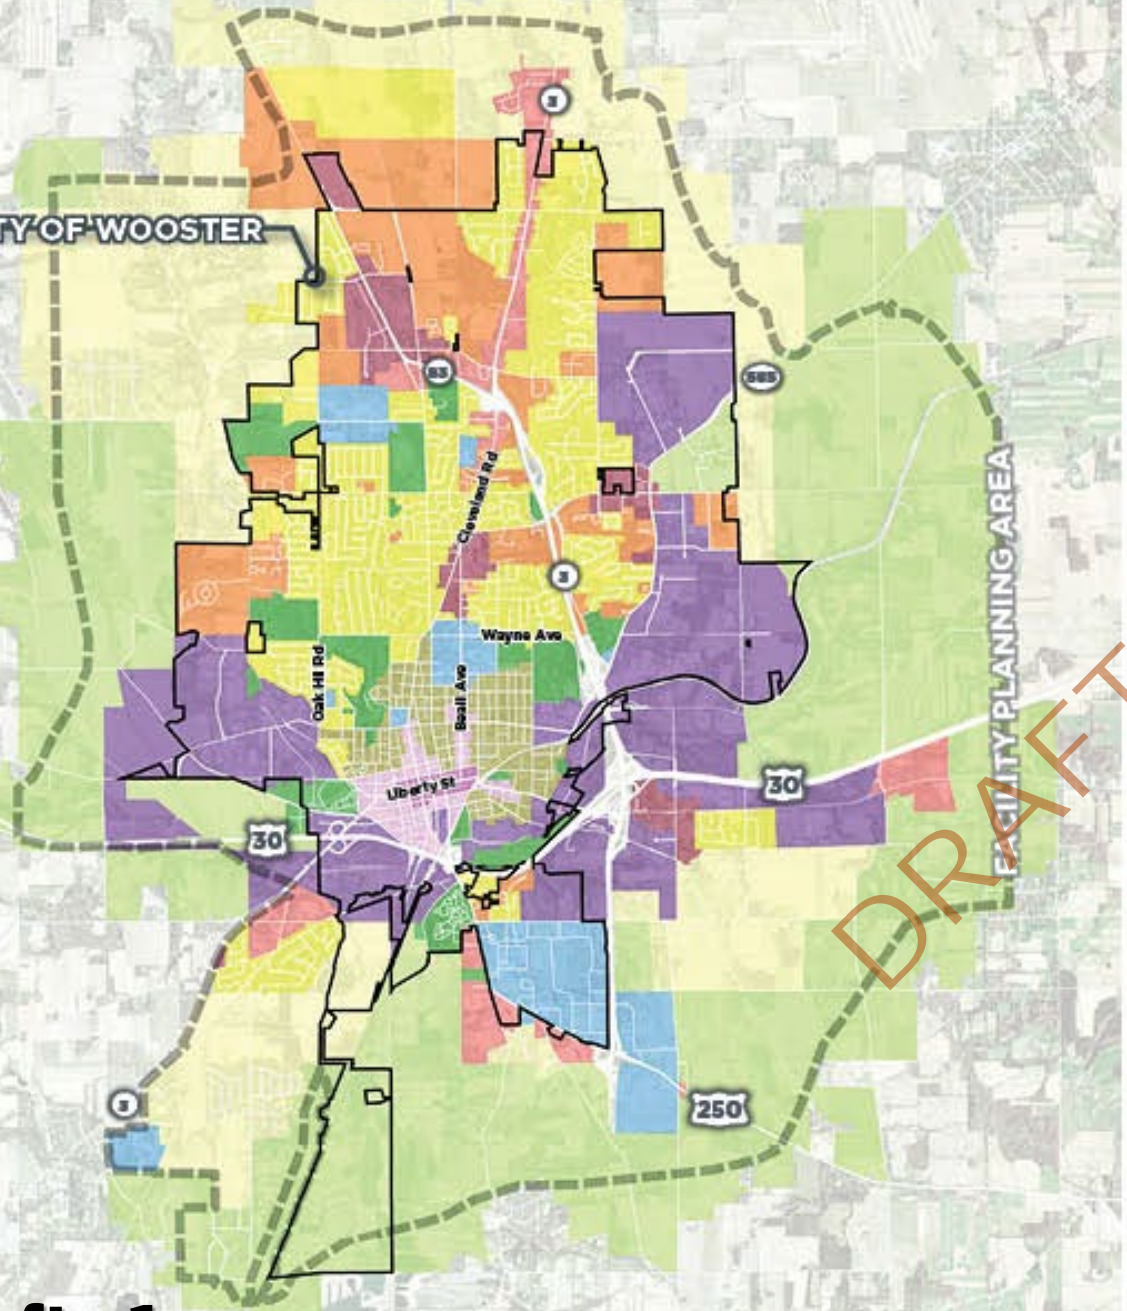 3
TY OF WOOSTER
83
585
Cleveland Rd
3
Wayne Ave
Oak Hill Rd
Beall Ave
FACILITY PLANNING AREA
DRAFT
Liberty St
30
30
3
250